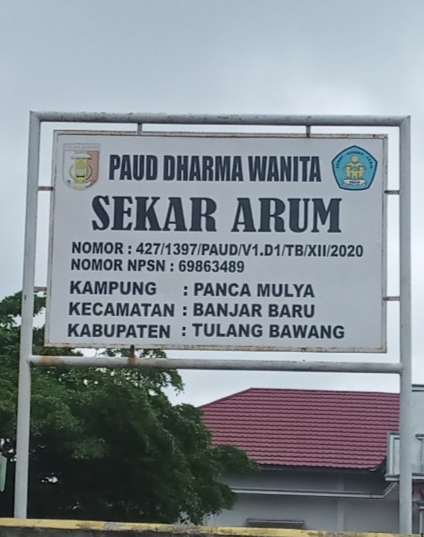 PAUD DHARMA WANITA
SEKAR ARUM
NOMOR : 427/1397/PAUD/V1.D1/TB/XII/2020
NOMOR NPSN : 69863489
KAMPUNG : PANCA MULYA
KECAMATAN : BANJAR BARU
KABUPATEN : TULANG BAWANG